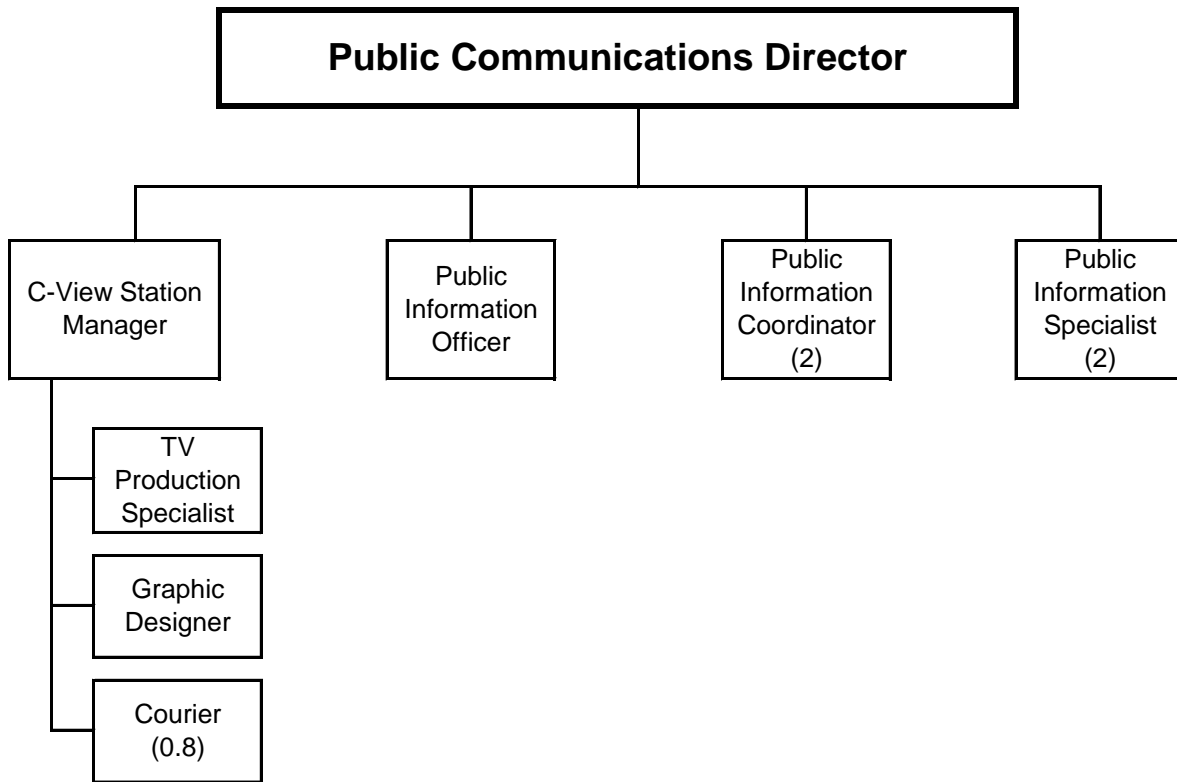 Public Communications Director
C-View Station
Manager
Public
Information
Officer
Public
Information
Coordinator
(2)
Public
Information
Specialist
(2)
TV
Production
Specialist
Graphic
Designer
Courier
(0.8)